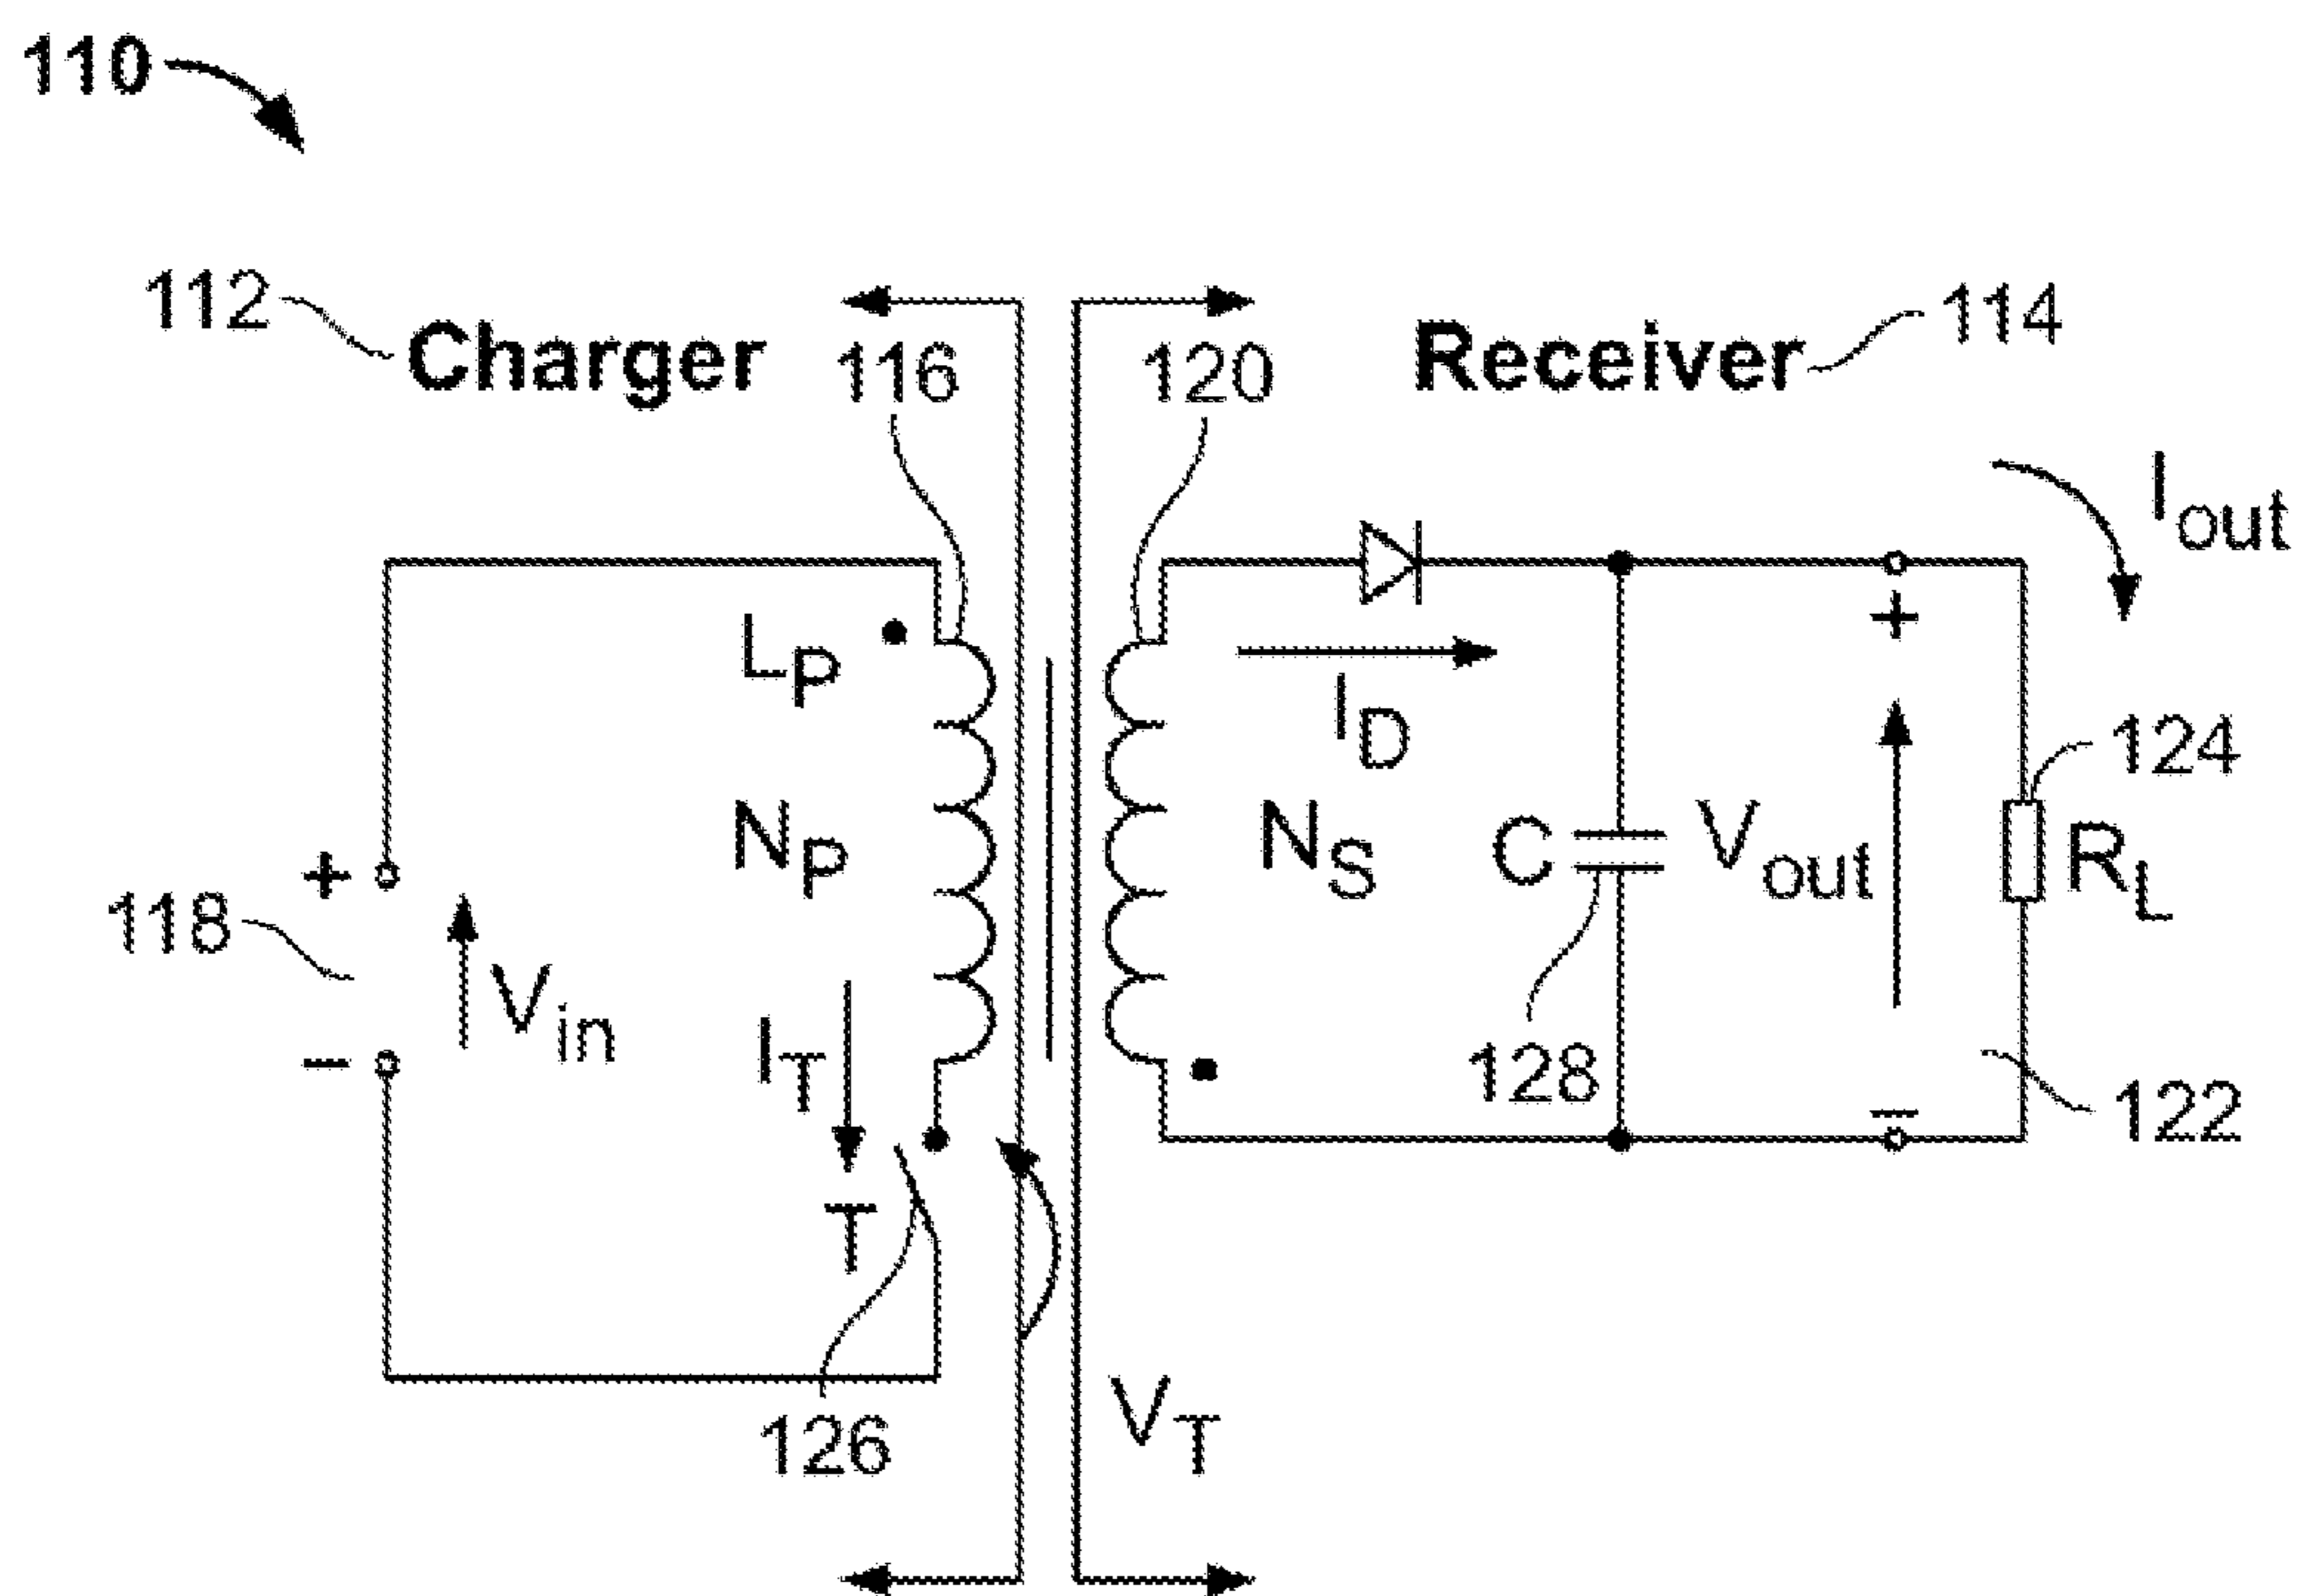 110
112 Charger 116 120 Receiver 114
Iout
LP
ID
NP NS C Vout RL 124
+
118 + Vin
−
IT
128
−
122
T
126
VT
+